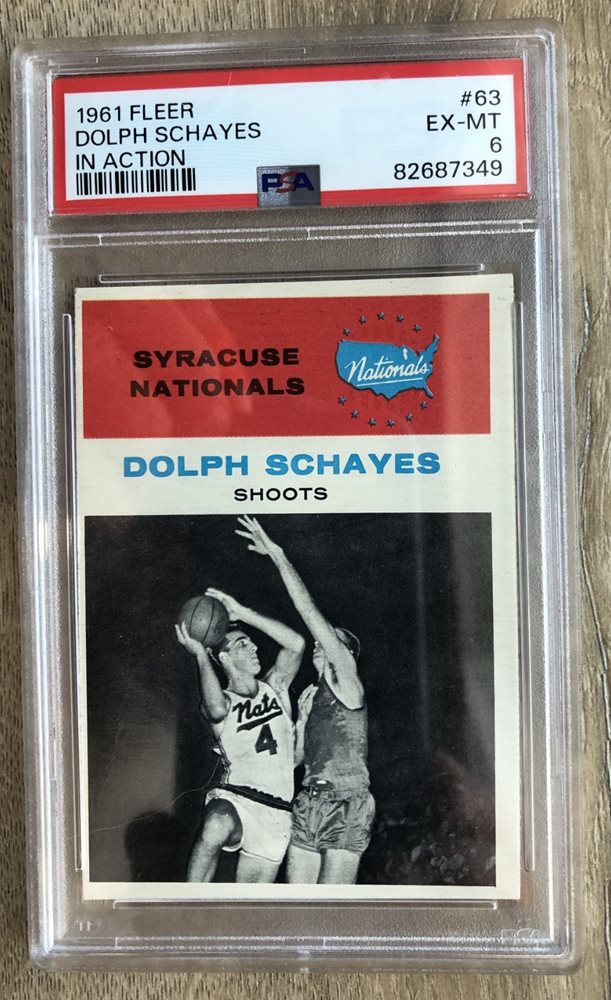 1961 FLEER
DOLPH SCHAYES
IN ACTION
#63
EX-MT
6
82687349
PSA
SYRACUSE
NATIONALS
Nationals
DOLPH SCHAYES
SHOOTS
Nats
4